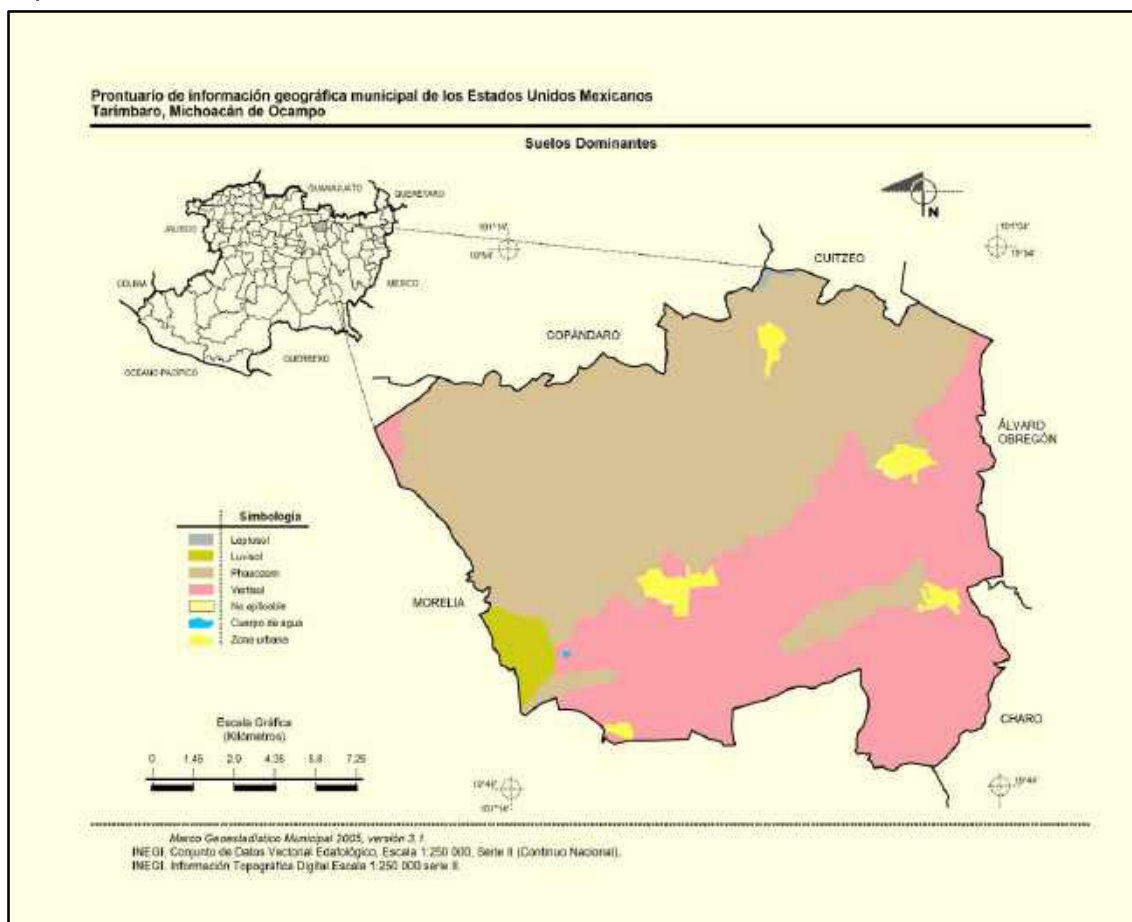 Prontuario de información geográfica municipal de los Estados Unidos Mexicanos
Tarímbaro, Michoacán de Ocampo
Suelos Dominantes
GUANAJUATO
QUERÉTARO
JALISCO
COLIMA
MÉXICO
GUERRERO
OCÉANO PACÍFICO
N
19°54'
19°54'
CUITZEO
COPÁNDARO
ÁLVARO
OBREGÓN
MORELIA
CHARO
Simbología
Leptosol
Luvisol
Phaeozem
Vertisol
No aplicable
Cuerpo de agua
Zona urbana
Escala Gráfica
(Kilómetros)
0 1.45 2.9 4.35 5.8 7.25
Marco Geoestadístico Municipal 2005, versión 3.1.
INEGI. Conjunto de Datos Vectorial Edafológico, Escala 1:250 000, Serie II (Continuo Nacional).
INEGI. Información Topográfica Digital Escala 1:250 000 serie II.